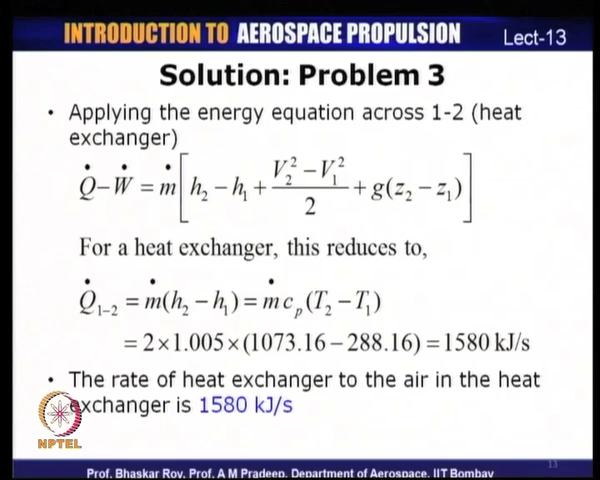 INTRODUCTION TO AEROSPACE PROPULSION Lect-13
Solution: Problem 3
• Applying the energy equation across 1-2 (heat
exchanger)
Q̇ − Ẇ = ṁ[h₂ − h₁ + (V₂² − V₁²)/2 + g(z₂ − z₁)]
For a heat exchanger, this reduces to,
Q̇₁₋₂ = ṁ(h₂ − h₁) = ṁ cₚ(T₂ − T₁)
= 2×1.005×(1073.16 − 288.16) = 1580 kJ/s
• The rate of heat exchanger to the air in the heat
exchanger is 1580 kJ/s
NPTEL
13
Prof. Bhaskar Roy, Prof. A M Pradeep, Department of Aerospace, IIT Bombay